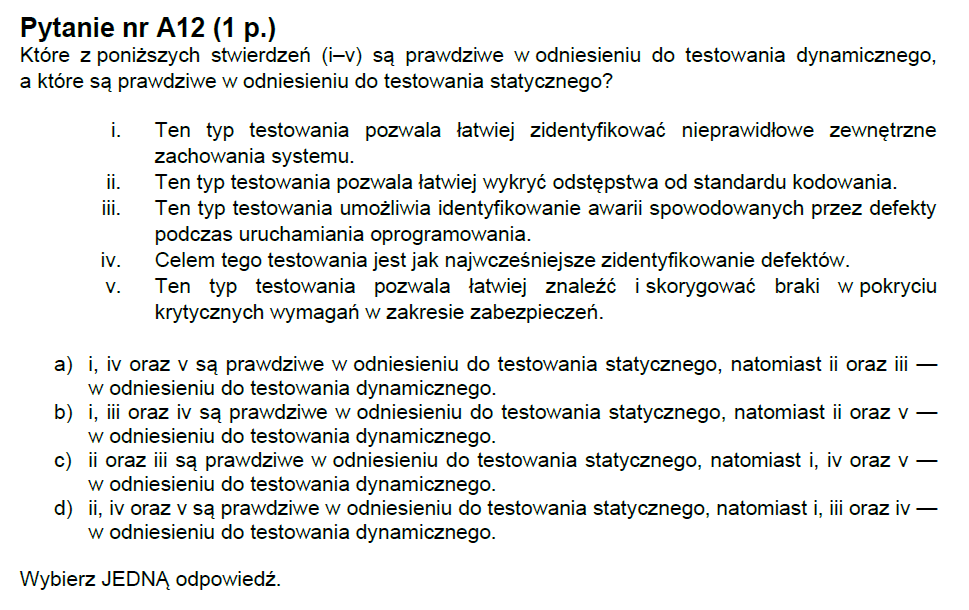 Pytanie nr A12 (1 p.)
Które z poniższych stwierdzeń (i–v) są prawdziwe w odniesieniu do testowania dynamicznego,
a które są prawdziwe w odniesieniu do testowania statycznego?
i. Ten typ testowania pozwala łatwiej zidentyfikować nieprawidłowe zewnętrzne
zachowania systemu.
ii. Ten typ testowania pozwala łatwiej wykryć odstępstwa od standardu kodowania.
iii. Ten typ testowania umożliwia identyfikowanie awarii spowodowanych przez defekty
podczas uruchamiania oprogramowania.
iv. Celem tego testowania jest jak najwcześniejsze zidentyfikowanie defektów.
v. Ten typ testowania pozwala łatwiej znaleźć i skorygować braki w pokryciu
krytycznych wymagań w zakresie zabezpieczeń.
a) i, iv oraz v są prawdziwe w odniesieniu do testowania statycznego, natomiast ii oraz iii —
w odniesieniu do testowania dynamicznego.
b) i, iii oraz iv są prawdziwe w odniesieniu do testowania statycznego, natomiast ii oraz v —
w odniesieniu do testowania dynamicznego.
c) ii oraz iii są prawdziwe w odniesieniu do testowania statycznego, natomiast i, iv oraz v —
w odniesieniu do testowania dynamicznego.
d) ii, iv oraz v są prawdziwe w odniesieniu do testowania statycznego, natomiast i, iii oraz iv —
w odniesieniu do testowania dynamicznego.
Wybierz JEDNĄ odpowiedź.